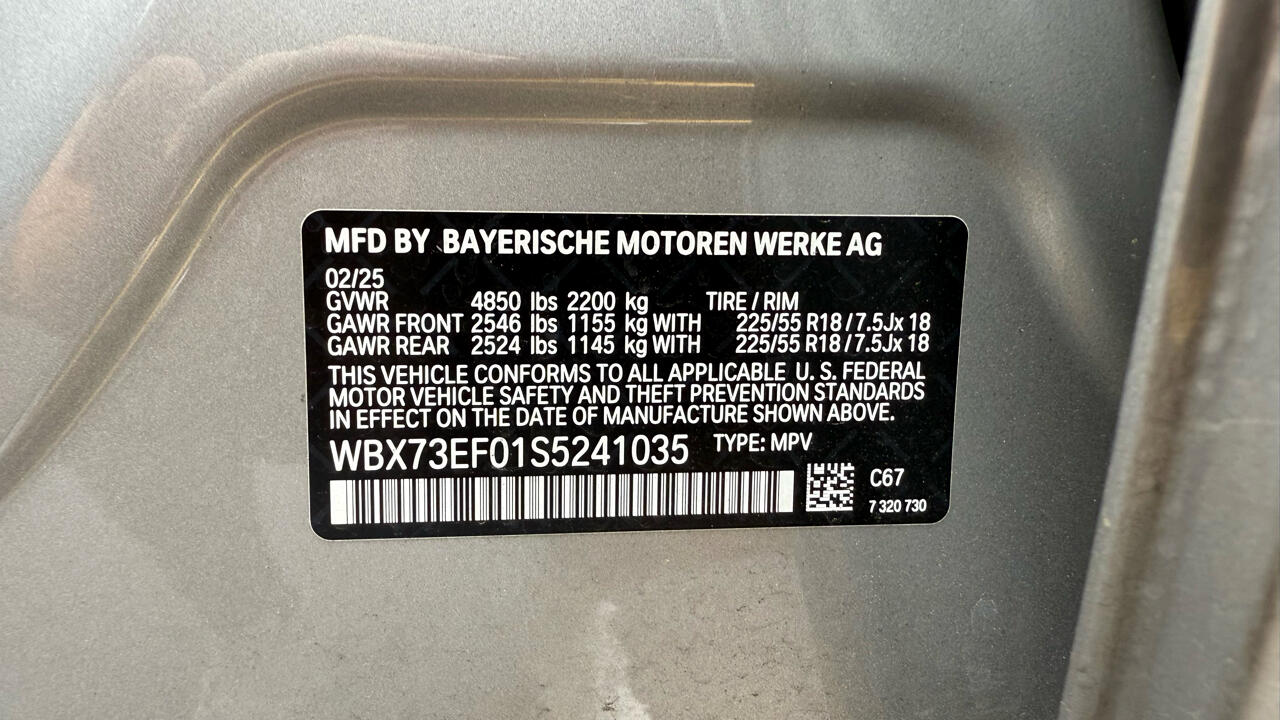 MFD BY BAYERISCHE MOTOREN WERKE AG
02/25
GVWR 4850 lbs 2200 kg TIRE / RIM
GAWR FRONT 2546 lbs 1155 kg WITH 225/55 R18 / 7.5Jx 18
GAWR REAR 2524 lbs 1145 kg WITH 225/55 R18 / 7.5Jx 18
THIS VEHICLE CONFORMS TO ALL APPLICABLE U. S. FEDERAL
MOTOR VEHICLE SAFETY AND THEFT PREVENTION STANDARDS
IN EFFECT ON THE DATE OF MANUFACTURE SHOWN ABOVE.
WBX73EF01S5241035 TYPE: MPV
C67
7 320 730